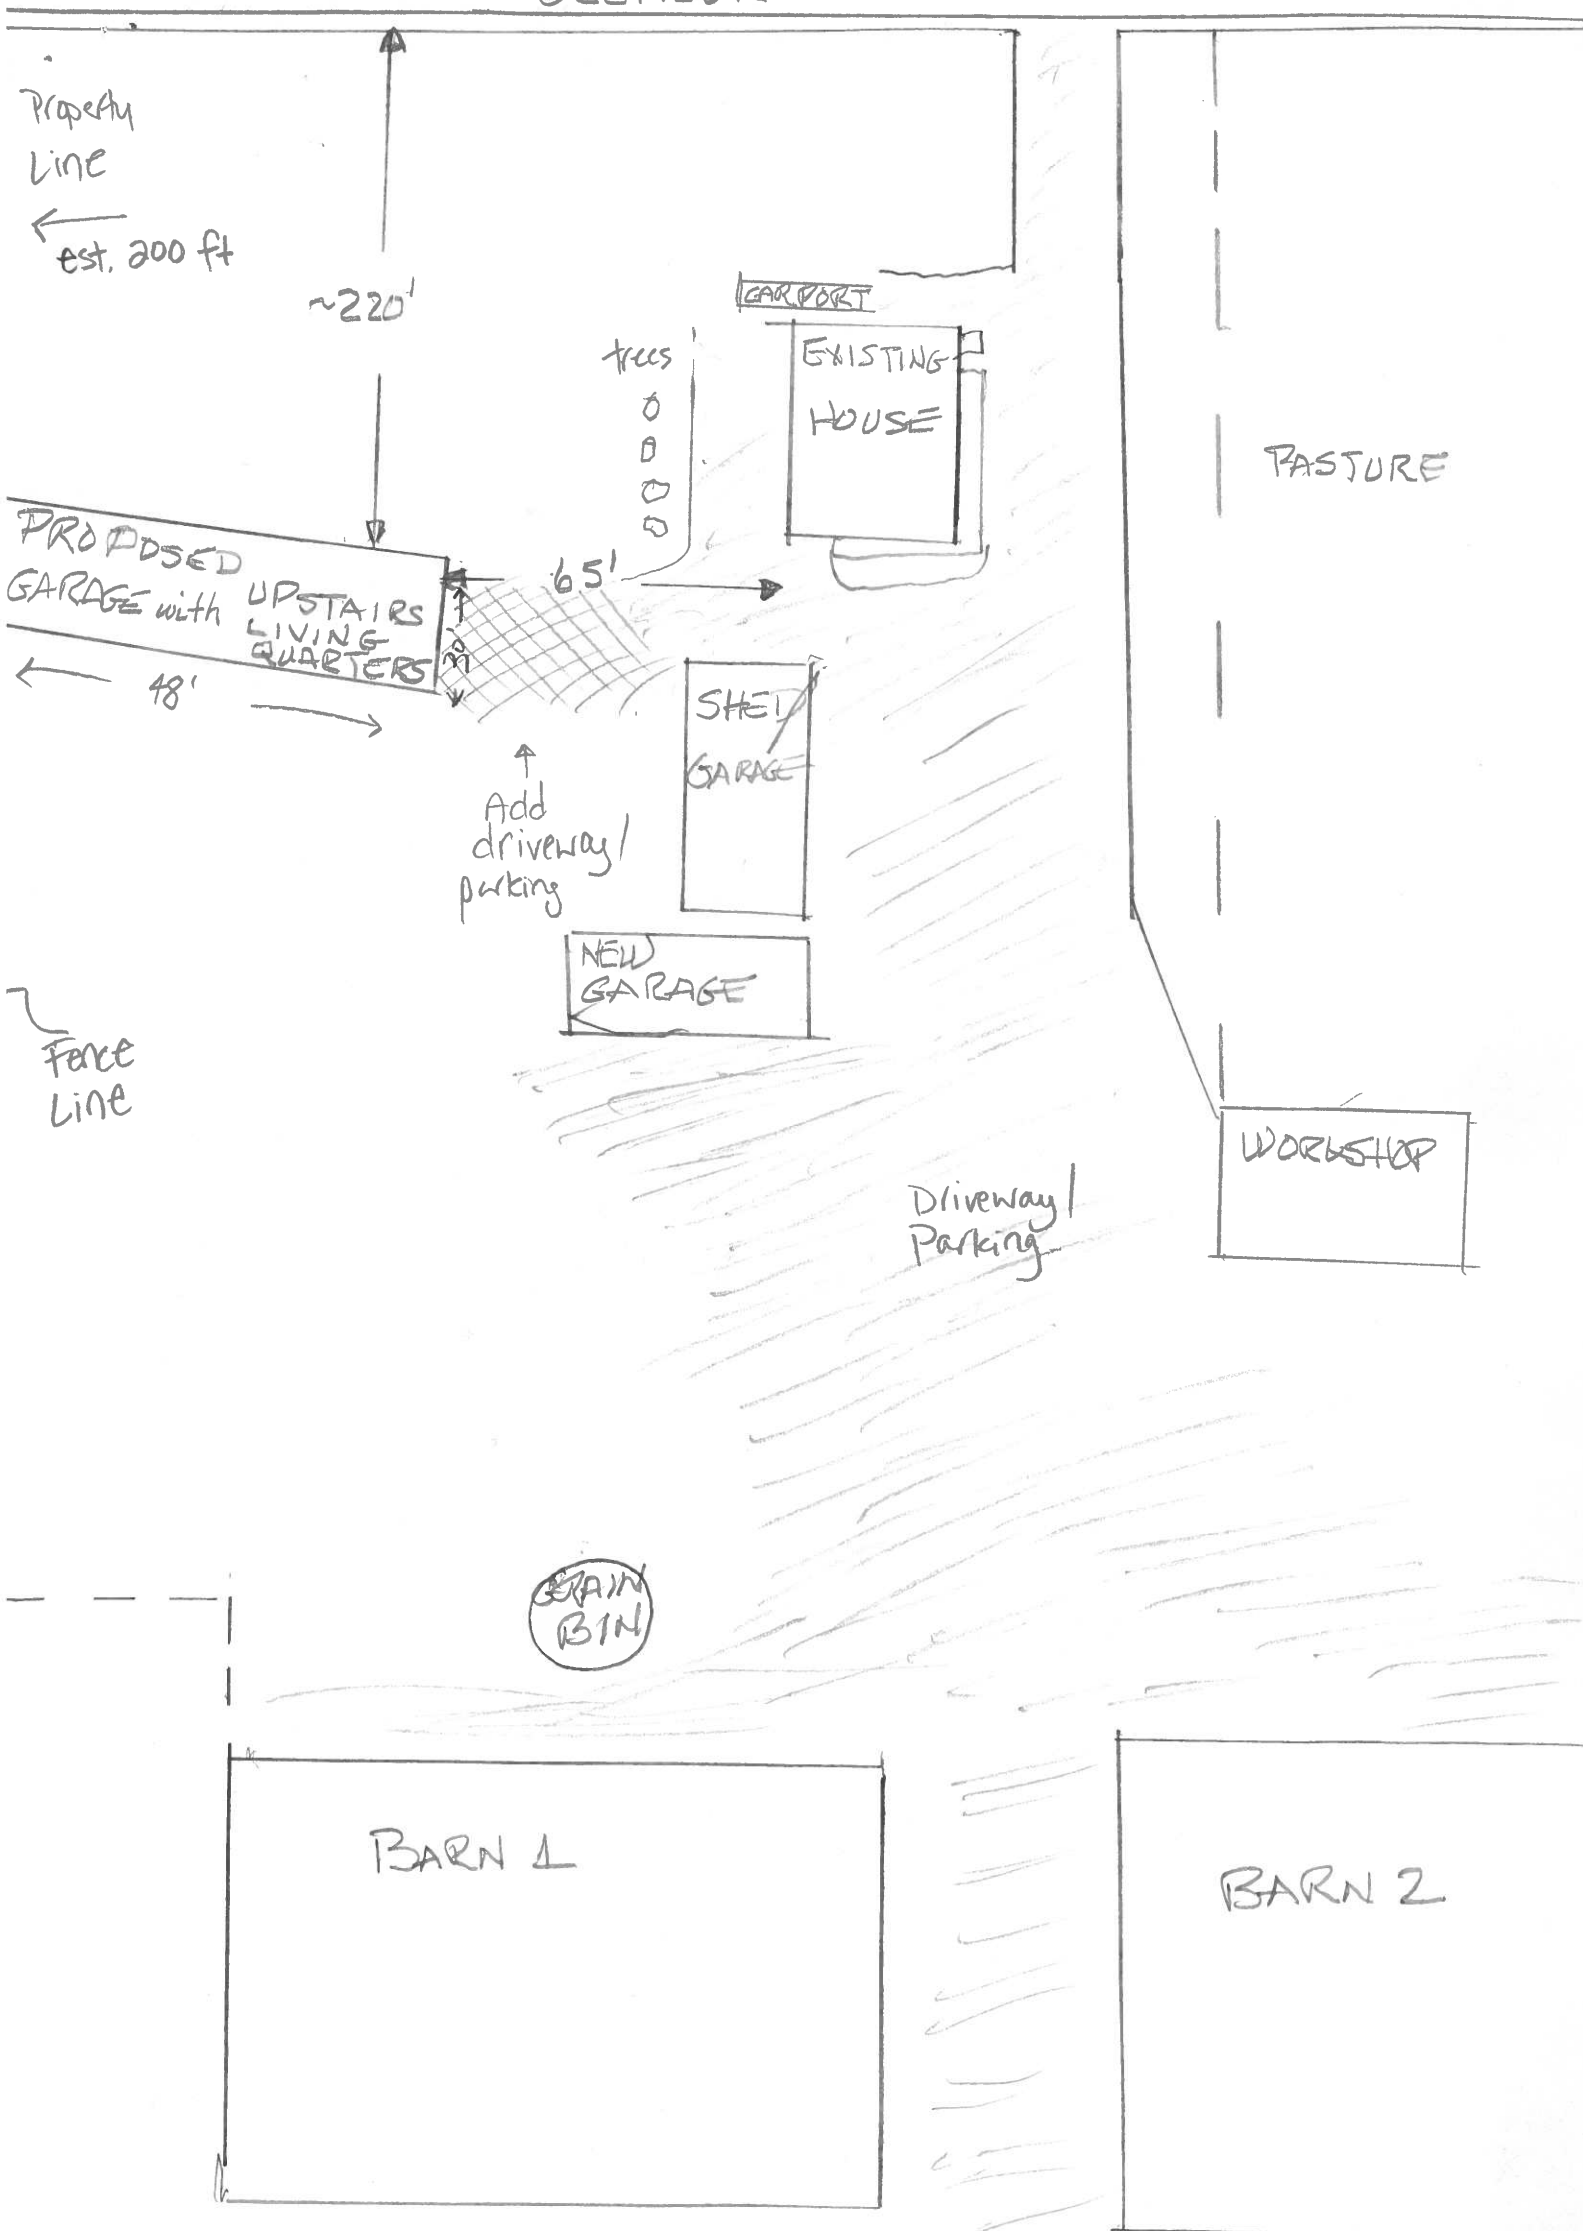 Property
Line
est. 200 ft
~220'
CARPORT
trees
EXISTING
HOUSE
PASTURE
PROPOSED
GARAGE with UPSTAIRS
LIVING
QUARTERS
65'
30'
48'
SHED
GARAGE
Add
driveway/
parking
NEW
GARAGE
Fence
Line
WORKSHOP
Driveway/
Parking
GRAIN
BIN
BARN 1
BARN 2